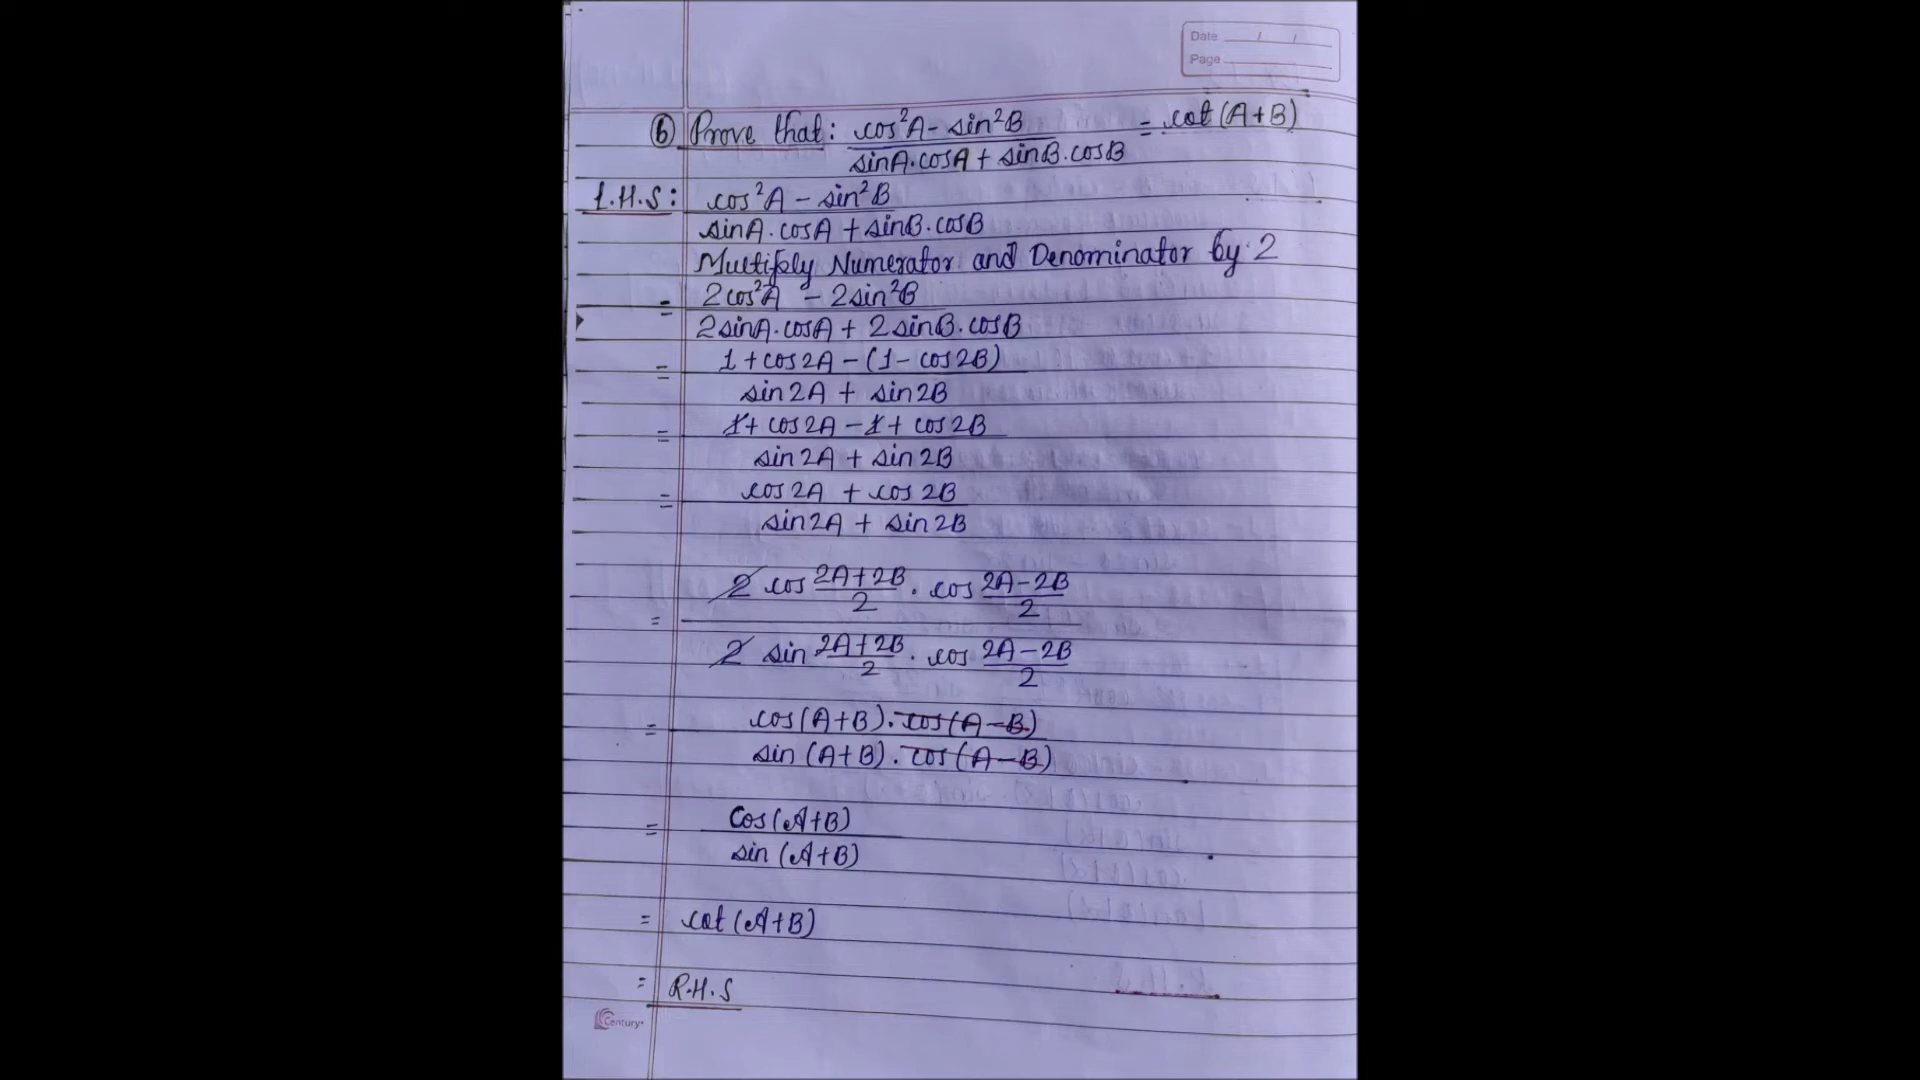 Date / /
Page
⑥ Prove that: cos²A - sin²B / sinA.cosA + sinB.cosB = cot(A+B)
L.H.S: cos²A - sin²B
sinA.cosA + sinB.cosB
Multiply Numerator and Denominator by 2
= 2cos²A - 2sin²B
2sinA.cosA + 2sinB.cosB
= 1+cos2A-(1-cos2B)
sin2A + sin2B
= 1+ cos2A-1+ cos2B
sin2A + sin2B
= cos2A + cos2B
sin2A + sin2B
= 2 cos 2A+2B/2 . cos 2A-2B/2
2 sin 2A+2B/2 . cos 2A-2B/2
= cos(A+B).cos(A-B)
sin(A+B).cos(A-B)
= Cos(A+B)
sin(A+B)
= cot(A+B)
= R.H.S
Century